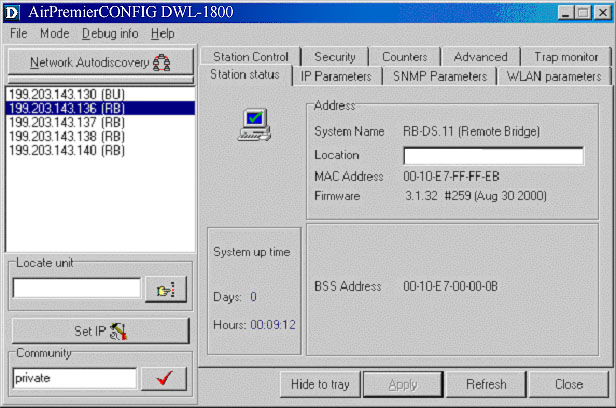 D AirPremierCONFIG DWL-1800
File Mode Debug info Help
Network Autodiscovery
199.203.143.130 (BU)
199.203.143.136 (RB)
199.203.143.137 (RB)
199.203.143.138 (RB)
199.203.143.140 (RB)
Locate unit
Set IP
Community
private
Station Control Security Counters Advanced Trap monitor
Station status IP Parameters SNMP Parameters WLAN parameters
Address
System Name RB-DS.11 (Remote Bridge)
Location
MAC Address 00-10-E7-FF-FF-EB
Firmware 3.1.32 #259 (Aug 30 2000)
System up time
Days: 0
Hours: 00:09:12
BSS Address 00-10-E7-00-00-0B
Hide to tray Apply Refresh Close